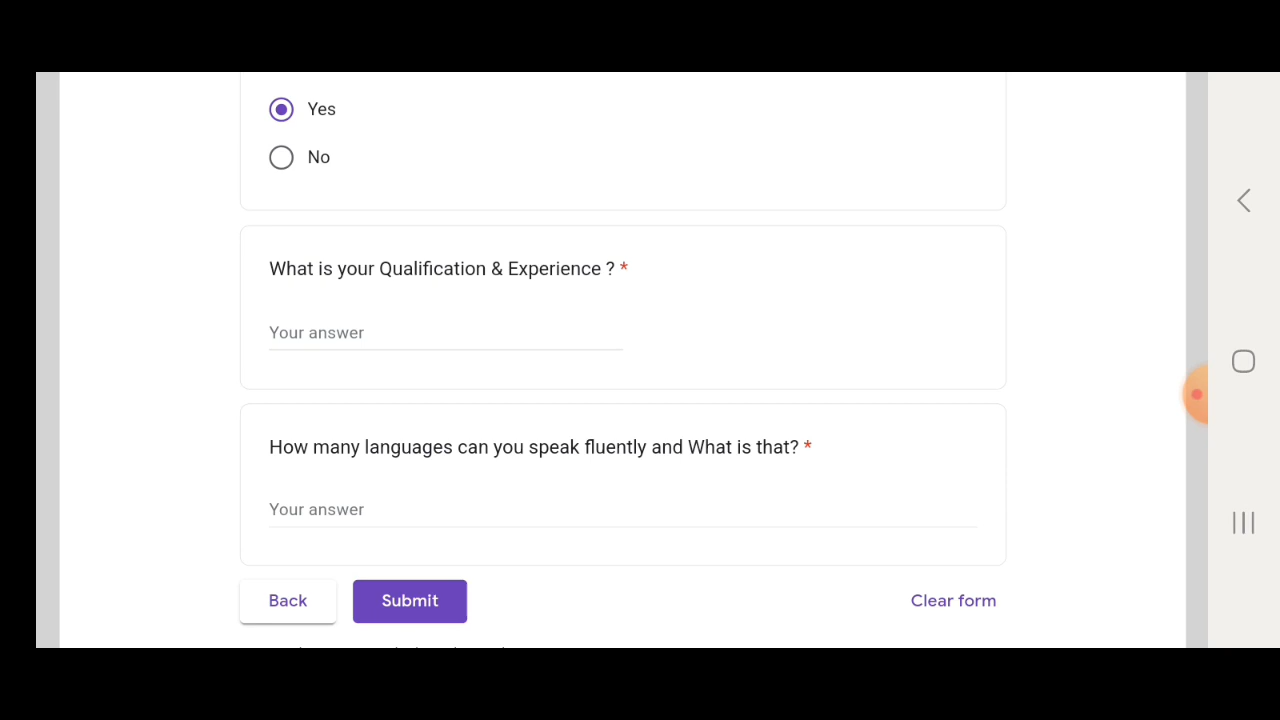 Yes
No
What is your Qualification & Experience ? *
Your answer
How many languages can you speak fluently and What is that? *
Your answer
Back
Submit
Clear form